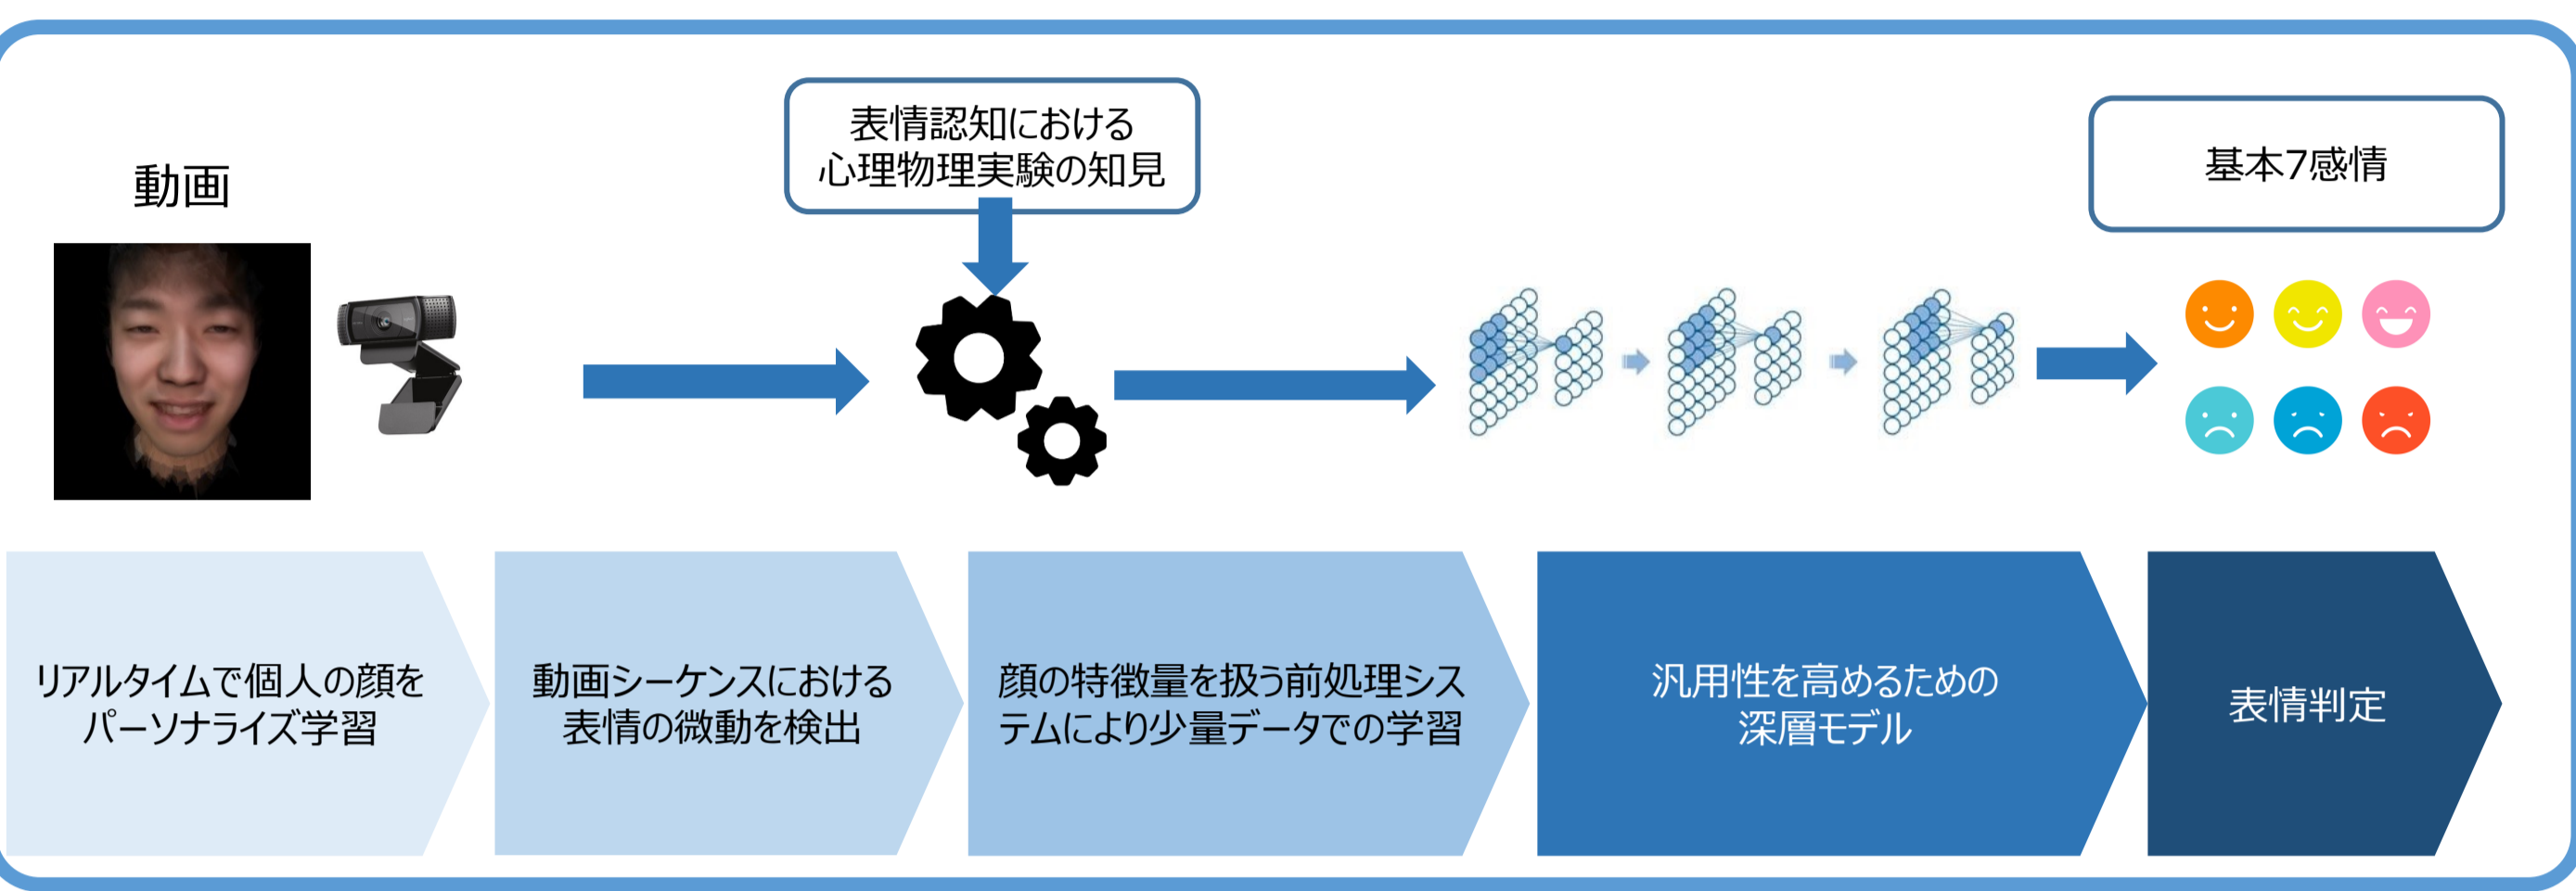 動画
表情認知における
心理物理実験の知見
基本7感情
リアルタイムで個人の顔を
パーソナライズ学習
動画シーケンスにおける
表情の微動を検出
顔の特徴量を扱う前処理シス
テムにより少量データでの学習
汎用性を高めるための
深層モデル
表情判定